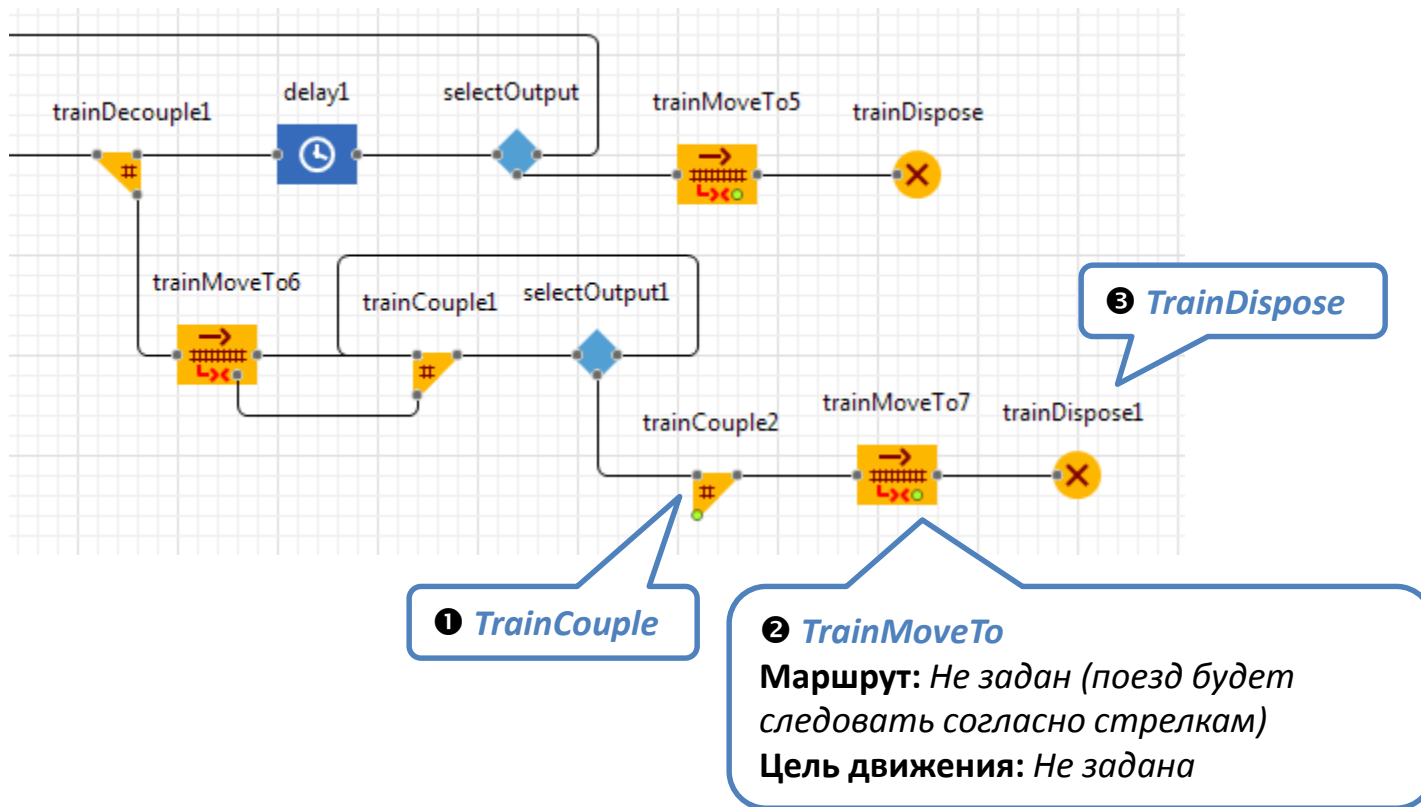 delay1
selectOutput
trainMoveTo5
trainDispose
trainDecouple1
trainMoveTo6
trainCouple1
selectOutput1
❸ TrainDispose
trainCouple2
trainMoveTo7
trainDispose1
❶ TrainCouple
❷ TrainMoveTo
Маршрут: Не задан (поезд будет
следовать согласно стрелкам)
Цель движения: Не задана